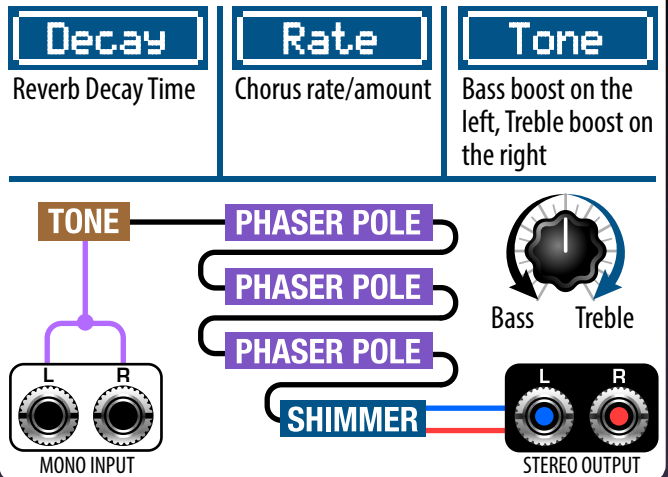 Decay
Rate
Tone
Reverb Decay Time
Chorus rate/amount
Bass boost on the
left, Treble boost on
the right
TONE
PHASER POLE
PHASER POLE
PHASER POLE
Bass
Treble
L
R
SHIMMER
L
R
MONO INPUT
STEREO OUTPUT